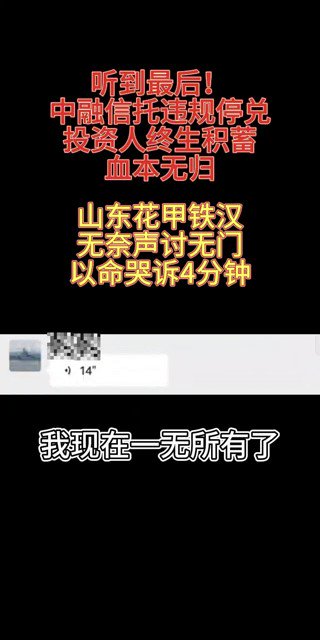 听到最后！
中融信托违规停兑
投资人终生积蓄
血本无归
山东花甲铁汉
无奈声讨无门
以命哭诉4分钟
14"
我现在一无所有了